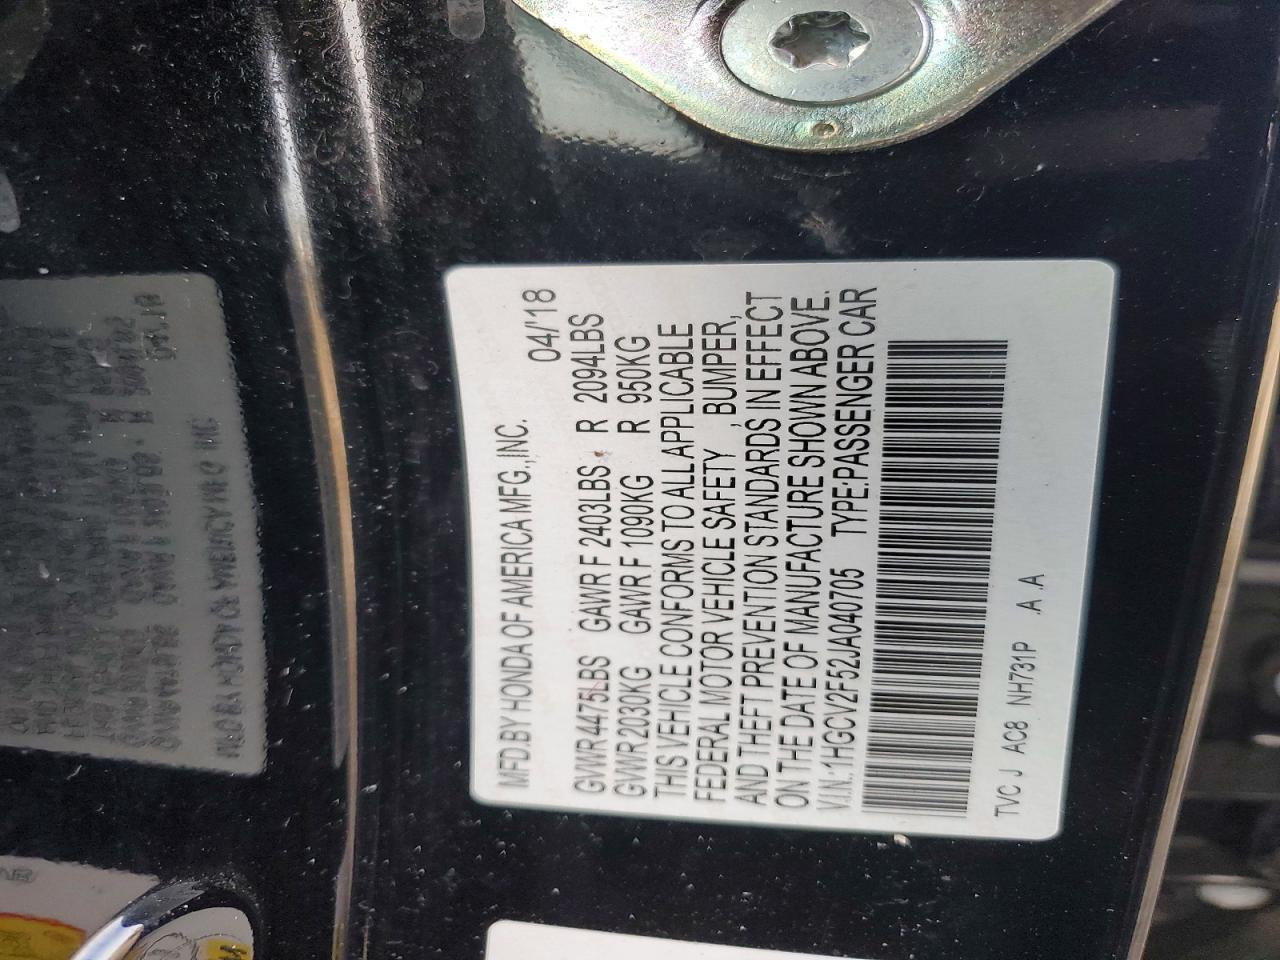 MFD.BY HONDA OF AMERICA MFG.,INC. 04/'18
GVWR4475LBS GAWR F 2403LBS R 2094LBS
GVWR2030KG GAWR F 1090KG R 950KG
THIS VEHICLE CONFORMS TO ALL APPLICABLE
FEDERAL MOTOR VEHICLE SAFETY ,BUMPER,
AND THEFT PREVENTION STANDARDS IN EFFECT
ON THE DATE OF MANUFACTURE SHOWN ABOVE.
V.I.N.:1HGCV2F52JA040705 TYPE:PASSENGER CAR
TVC J AC8 NH731P A A